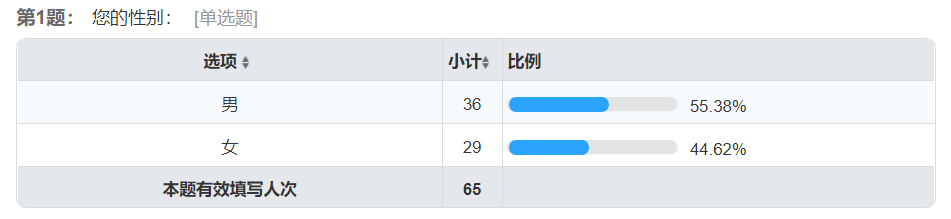 第1题： 您的性别： [单选题]
选项 小计 比例
男 36 55.38%
女 29 44.62%
本题有效填写人次 65